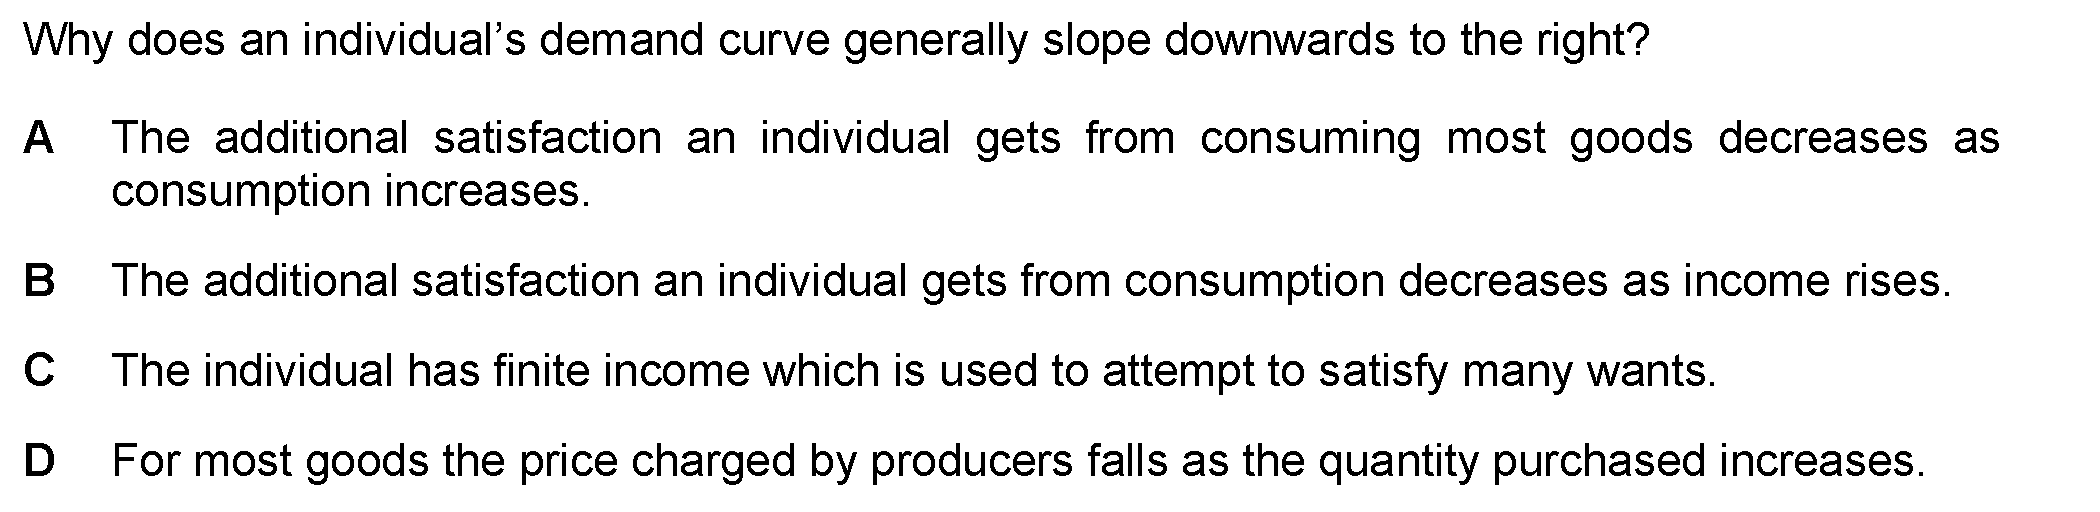 Why does an individual’s demand curve generally slope downwards to the right?
A The additional satisfaction an individual gets from consuming most goods decreases as
consumption increases.
B The additional satisfaction an individual gets from consumption decreases as income rises.
C The individual has finite income which is used to attempt to satisfy many wants.
D For most goods the price charged by producers falls as the quantity purchased increases.